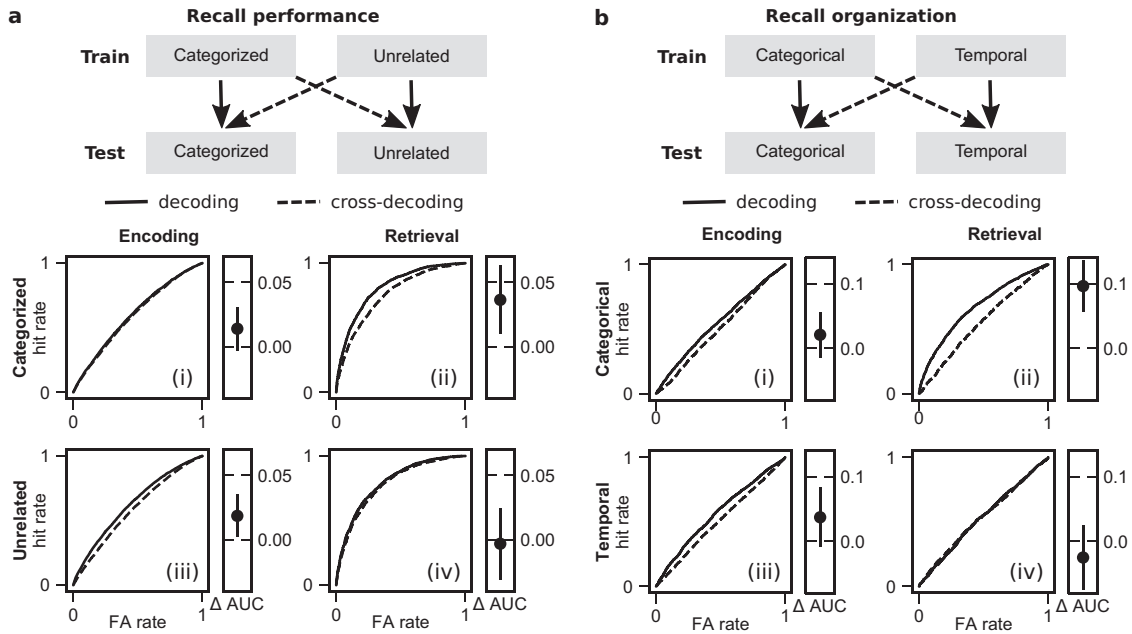 a
Recall performance
Train
Categorized
Unrelated
Test
Categorized
Unrelated
decoding
cross-decoding
Encoding
Retrieval
Categorized
hit rate
1
0
0
1
(i)
0.05
0.00
0
1
(ii)
0.05
0.00
Unrelated
hit rate
1
0
0
1
(iii)
FA rate
0.05
0.00
Δ AUC
0
1
(iv)
FA rate
0.05
0.00
Δ AUC
b
Recall organization
Train
Categorical
Temporal
Test
Categorical
Temporal
decoding
cross-decoding
Encoding
Retrieval
Categorical
hit rate
1
0
0
1
(i)
0.1
0.0
1
0
0
1
(ii)
0.1
0.0
Temporal
hit rate
1
0
0
1
(iii)
FA rate
0.1
0.0
Δ AUC
1
0
0
1
(iv)
FA rate
0.1
0.0
Δ AUC